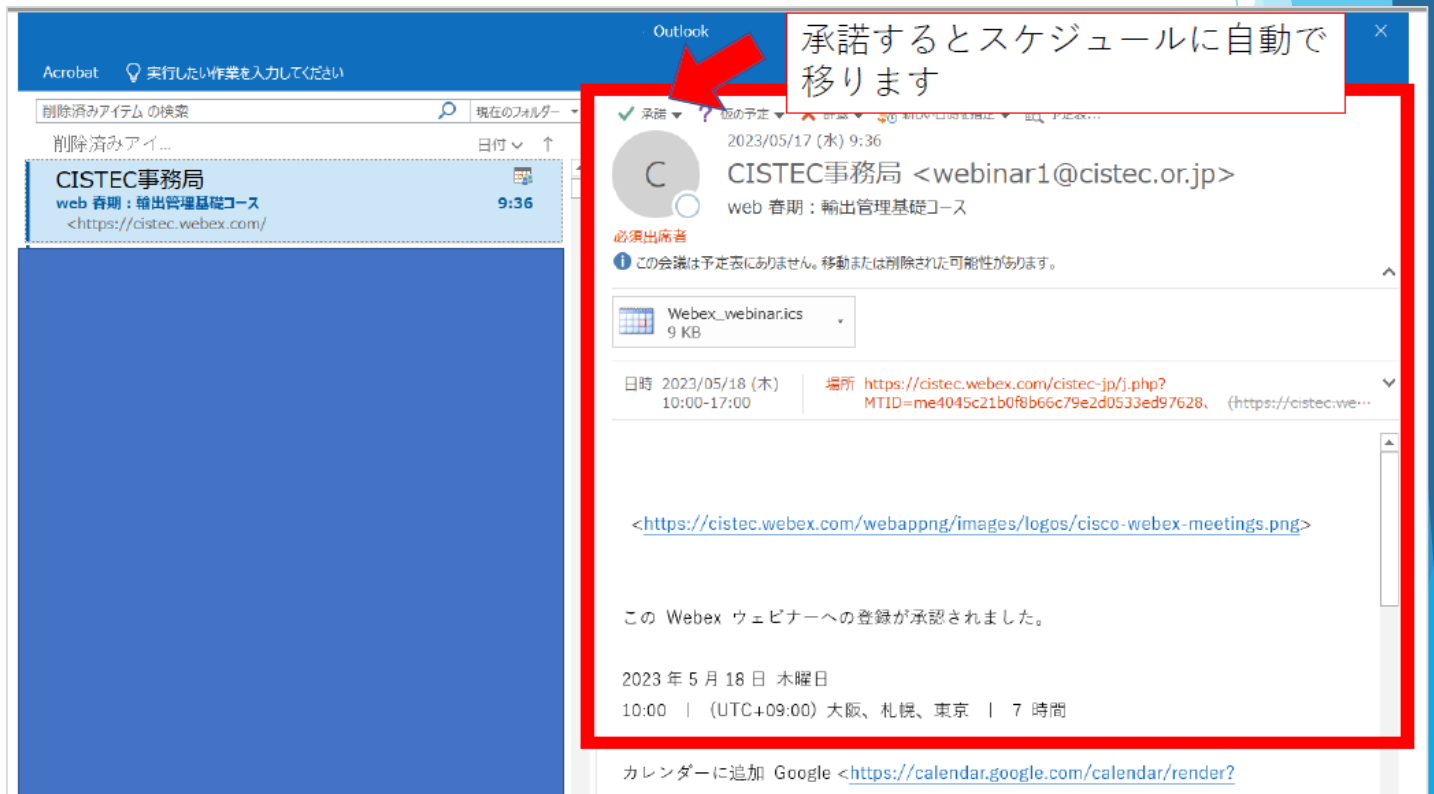 Outlook
承諾するとスケジュールに自動で
移ります
Acrobat 実行したい作業を入力してください
削除済みアイテム の検索 現在のフォルダー
削除済みアイ... 日付 ↑
CISTEC事務局
web 春期：輸出管理基礎コース 9:36
<https://cistec.webex.com/
✓ 承諾 ? 仮の予定
2023/05/17 (水) 9:36
C
CISTEC事務局 <webinar1@cistec.or.jp>
web 春期：輸出管理基礎コース
必須出席者
この会議は予定表にありません。移動または削除された可能性があります。
Webex_webinar.ics
9 KB
日時 2023/05/18 (木) 場所 https://cistec.webex.com/cistec-jp/j.php?
10:00-17:00 MTID=me4045c21b0f8b66c79e2d0533ed97628、 (https://cistec.we…
<https://cistec.webex.com/webappng/images/logos/cisco-webex-meetings.png>
この Webex ウェビナーへの登録が承認されました。
2023 年 5 月 18 日 木曜日
10:00 | (UTC+09:00) 大阪、札幌、東京 | 7 時間
カレンダーに追加 Google <https://calendar.google.com/calendar/render?